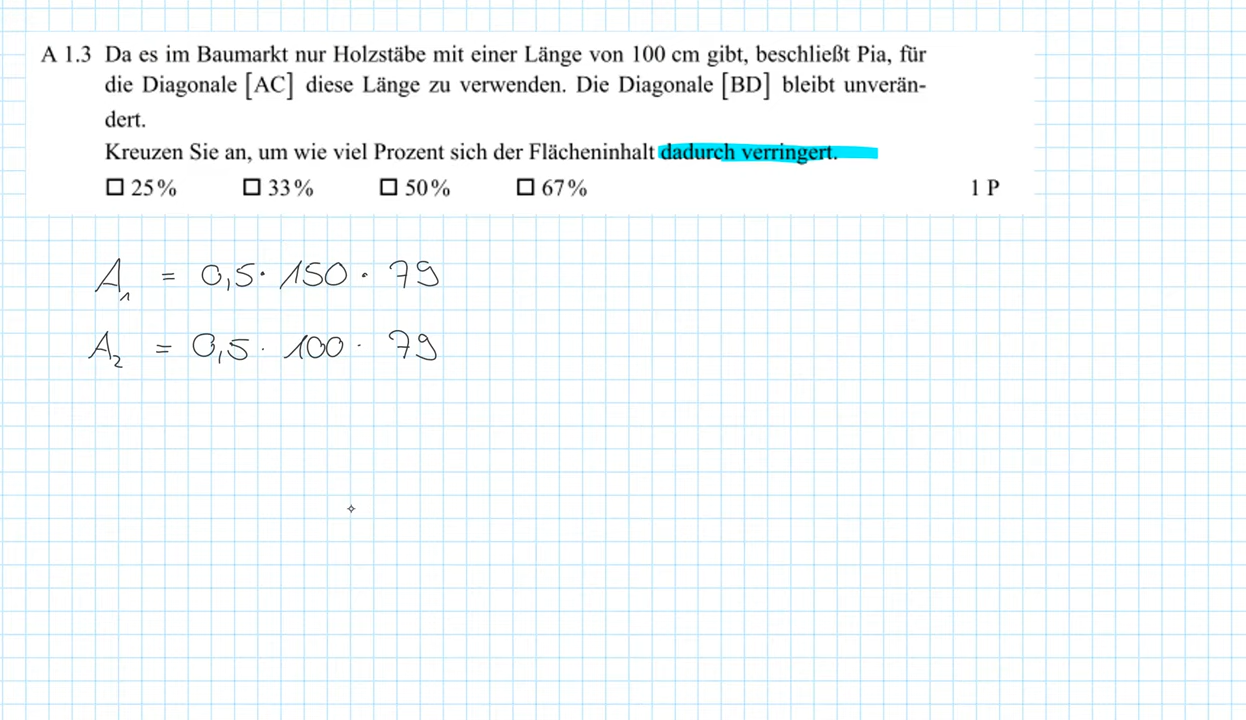 A 1.3 Da es im Baumarkt nur Holzstäbe mit einer Länge von 100 cm gibt, beschließt Pia, für
die Diagonale [AC] diese Länge zu verwenden. Die Diagonale [BD] bleibt unverän-
dert.
Kreuzen Sie an, um wie viel Prozent sich der Flächeninhalt dadurch verringert.
☐ 25% ☐ 33% ☐ 50% ☐ 67% 1 P
A₁ = 0,5 · 150 · 79
A₂ = 0,5 · 100 · 79